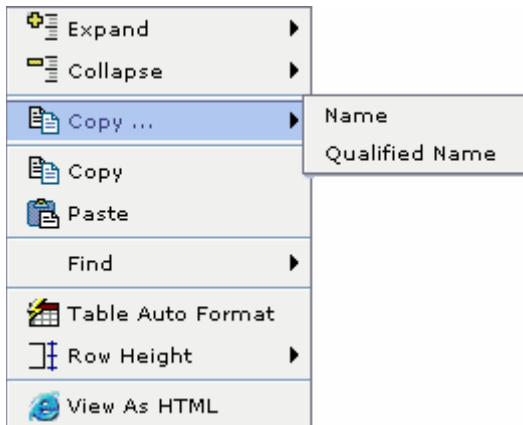 Expand
Collapse
Copy ...
Name
Qualified Name
Copy
Paste
Find
Table Auto Format
Row Height
View As HTML